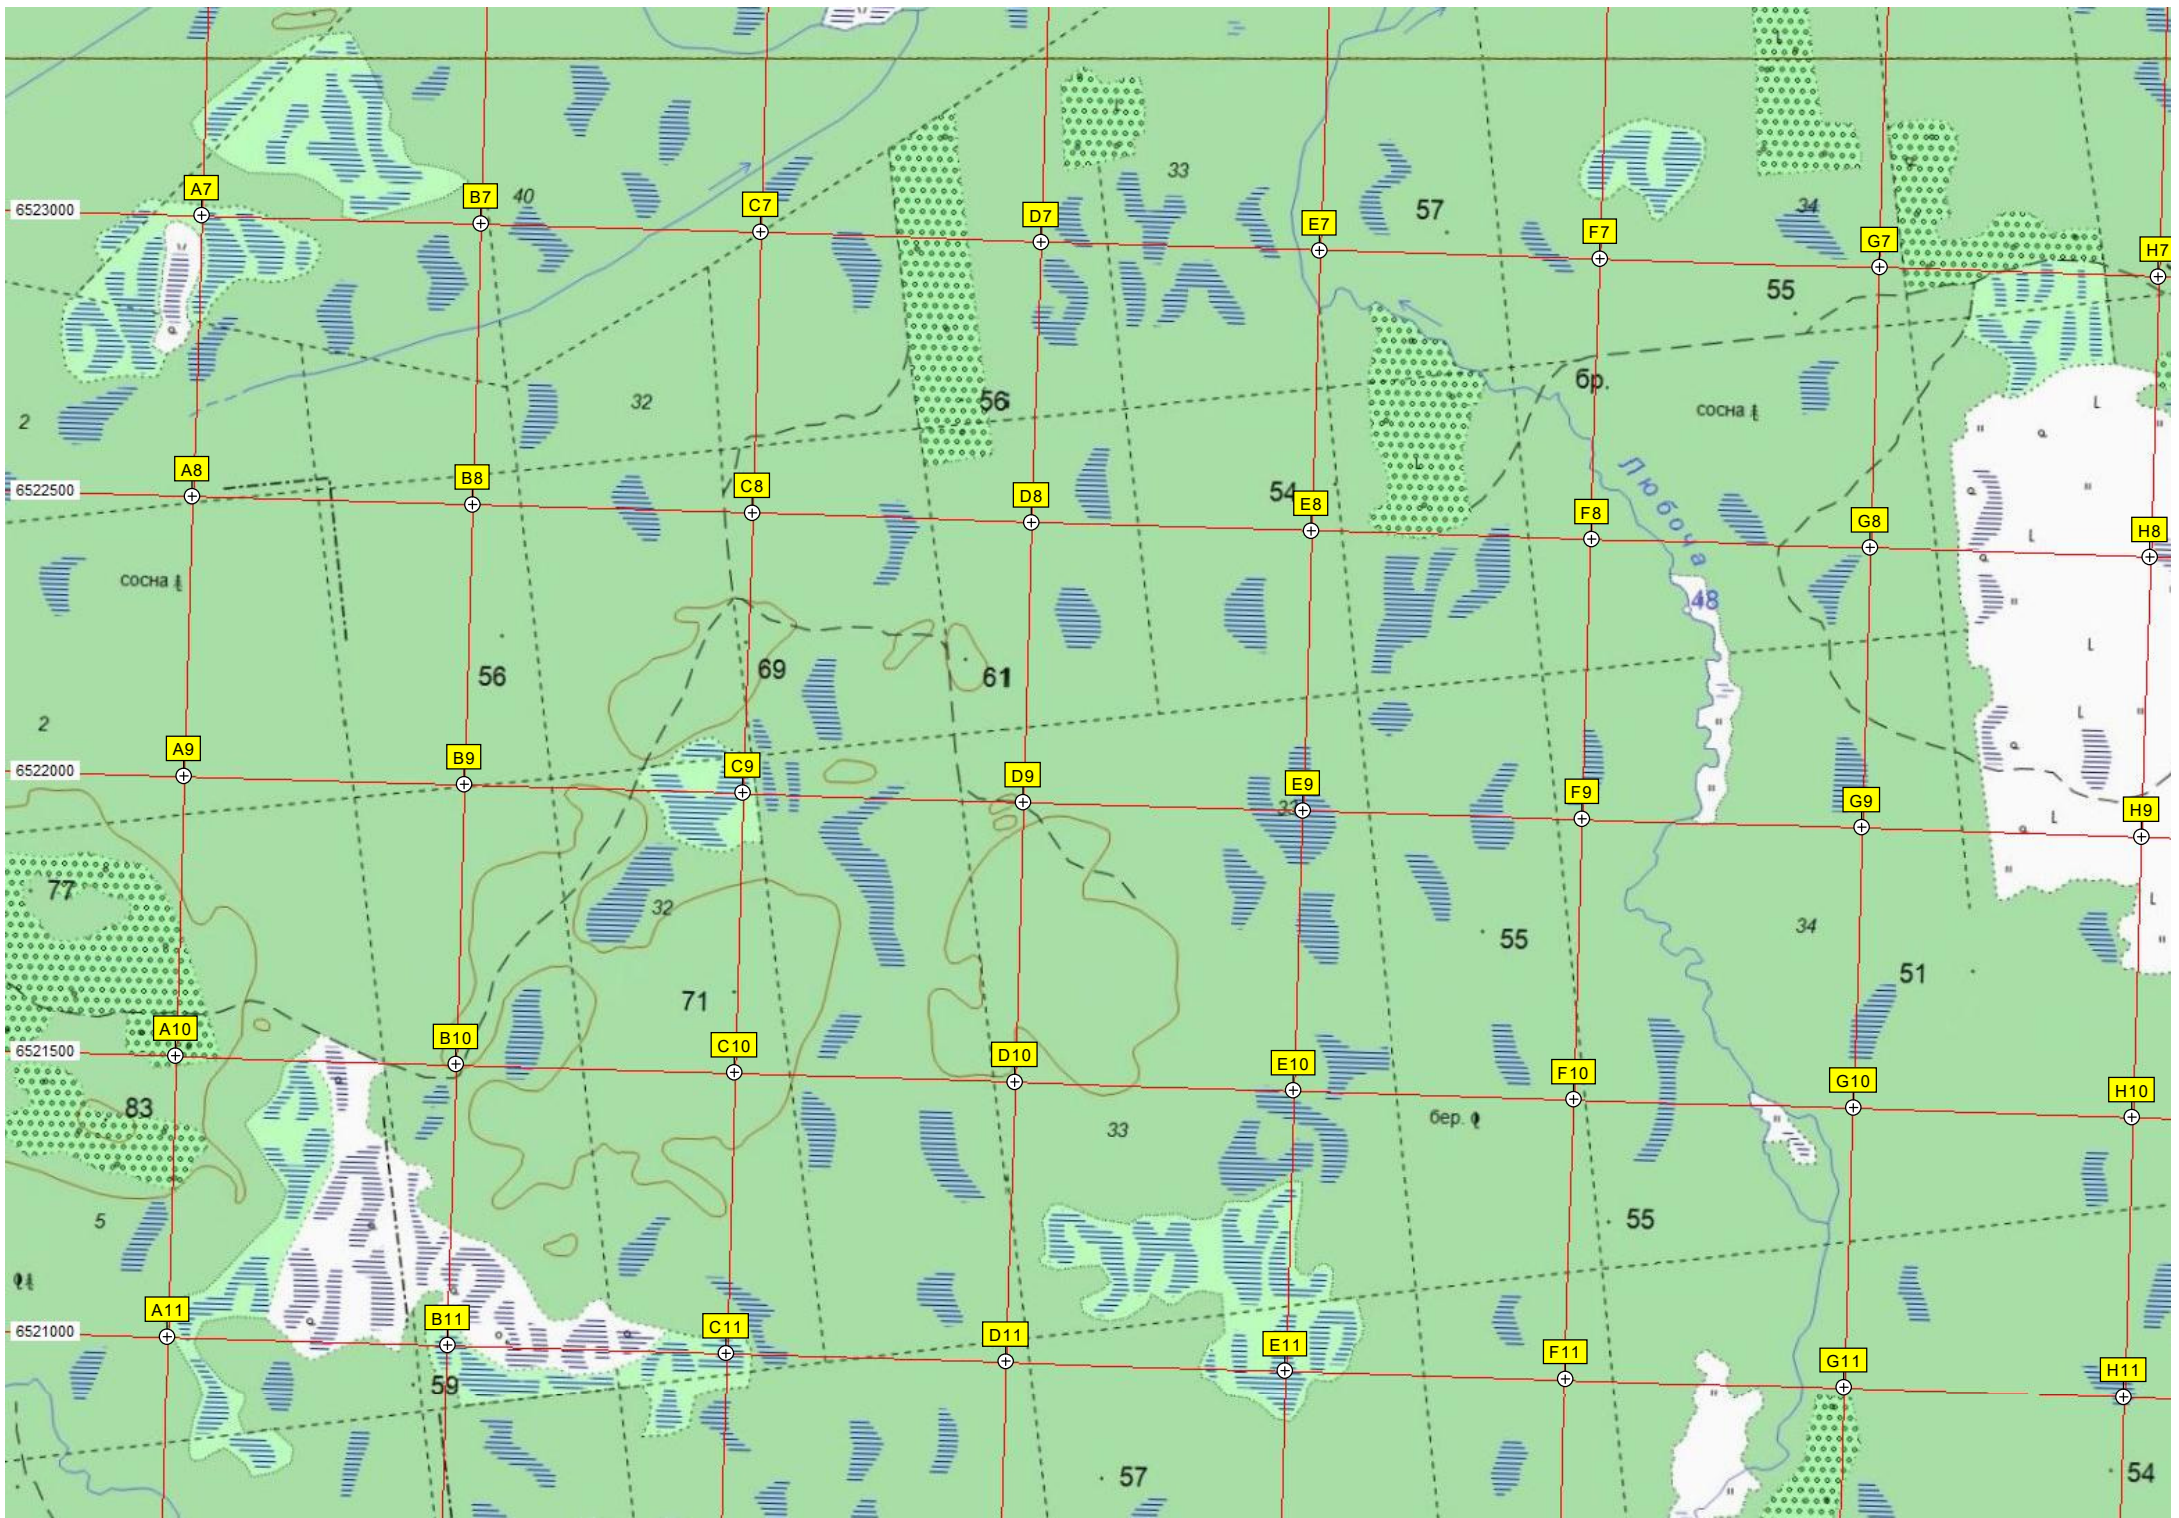 A7
B7
40
C7
33
D7
57
E7
F7
34
G7
H7
6523000
55
2
32
56
бр.
сосна
A8
B8
C8
D8
54
E8
F8
Любоча
G8
H8
6522500
сосна
48
56
69
61
2
A9
B9
C9
D9
33
E9
F9
G9
H9
6522000
77
32
55
34
51
71
A10
B10
C10
D10
E10
F10
G10
H10
6521500
83
33
бер.
5
55
A11
B11
C11
D11
E11
F11
G11
H11
6521000
59
57
54